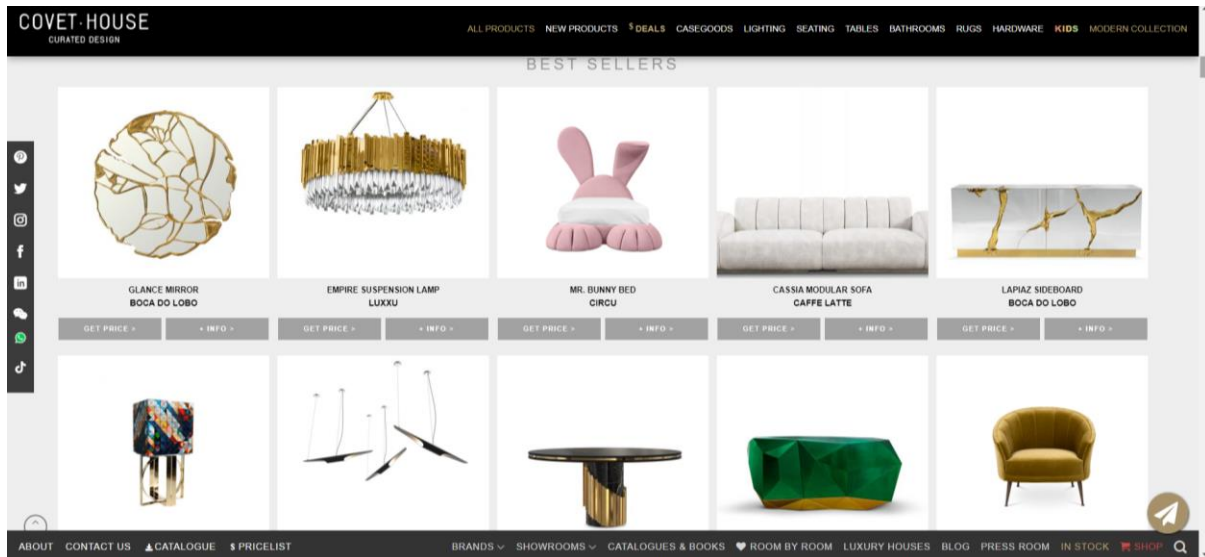 COVET·HOUSE
CURATED DESIGN
ALL PRODUCTS NEW PRODUCTS $ DEALS CASEGOODS LIGHTING SEATING TABLES BATHROOMS RUGS HARDWARE KIDS MODERN COLLECTION
BEST SELLERS
GLANCE MIRROR
BOCA DO LOBO
GET PRICE > + INFO >
EMPIRE SUSPENSION LAMP
LUXXU
GET PRICE > + INFO >
MR. BUNNY BED
CIRCU
GET PRICE > + INFO >
CASSIA MODULAR SOFA
CAFFE LATTE
GET PRICE > + INFO >
LAPIAZ SIDEBOARD
BOCA DO LOBO
GET PRICE > + INFO >
ABOUT CONTACT US CATALOGUE $ PRICELIST BRANDS SHOWROOMS CATALOGUES & BOOKS ROOM BY ROOM LUXURY HOUSES BLOG PRESS ROOM IN STOCK SHOP